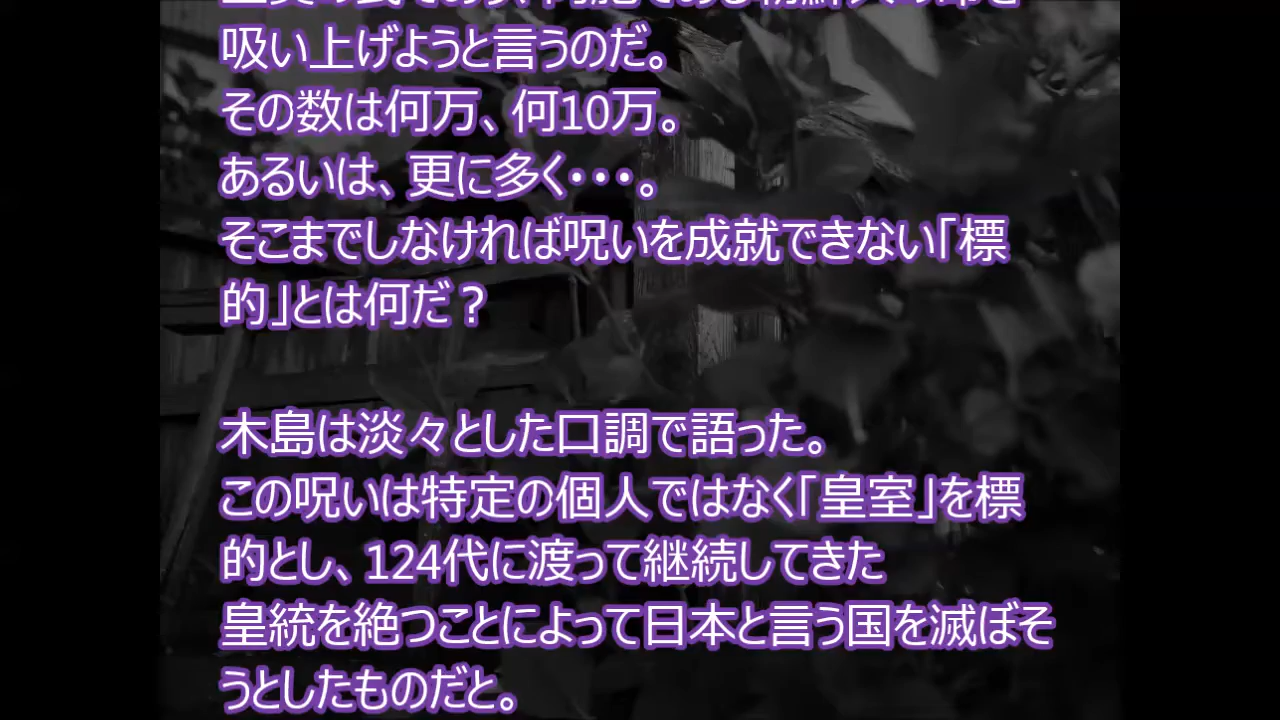 吸い上げようと言うのだ。
その数は何万、何10万。
あるいは、更に多く・・・。
そこまでしなければ呪いを成就できない「標
的」とは何だ？
木島は淡々とした口調で語った。
この呪いは特定の個人ではなく「皇室」を標
的とし、124代に渡って継続してきた
皇統を絶つことによって日本と言う国を滅ぼそ
うとしたものだと。